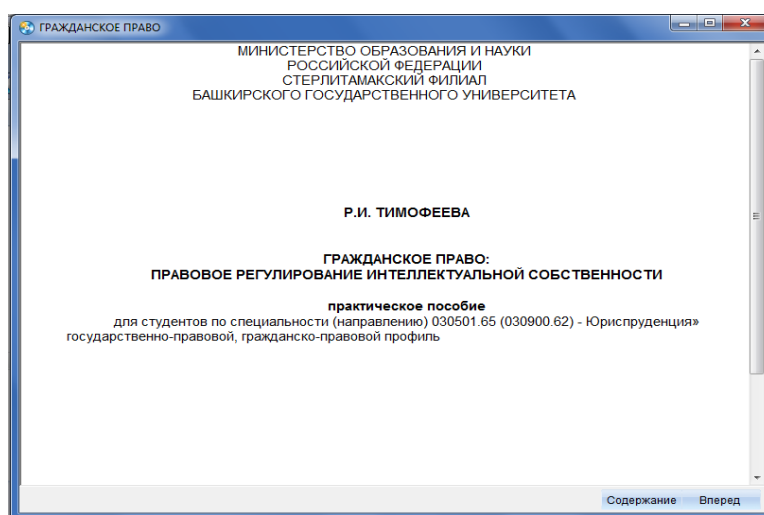 ГРАЖДАНСКОЕ ПРАВО
МИНИСТЕРСТВО ОБРАЗОВАНИЯ И НАУКИ
РОССИЙСКОЙ ФЕДЕРАЦИИ
СТЕРЛИТАМАКСКИЙ ФИЛИАЛ
БАШКИРСКОГО ГОСУДАРСТВЕННОГО УНИВЕРСИТЕТА
Р.И. ТИМОФЕЕВА
ГРАЖДАНСКОЕ ПРАВО:
ПРАВОВОЕ РЕГУЛИРОВАНИЕ ИНТЕЛЛЕКТУАЛЬНОЙ СОБСТВЕННОСТИ
практическое пособие
для студентов по специальности (направлению) 030501.65 (030900.62) - Юриспруденция»
государственно-правовой, гражданско-правовой профиль
Содержание Вперед